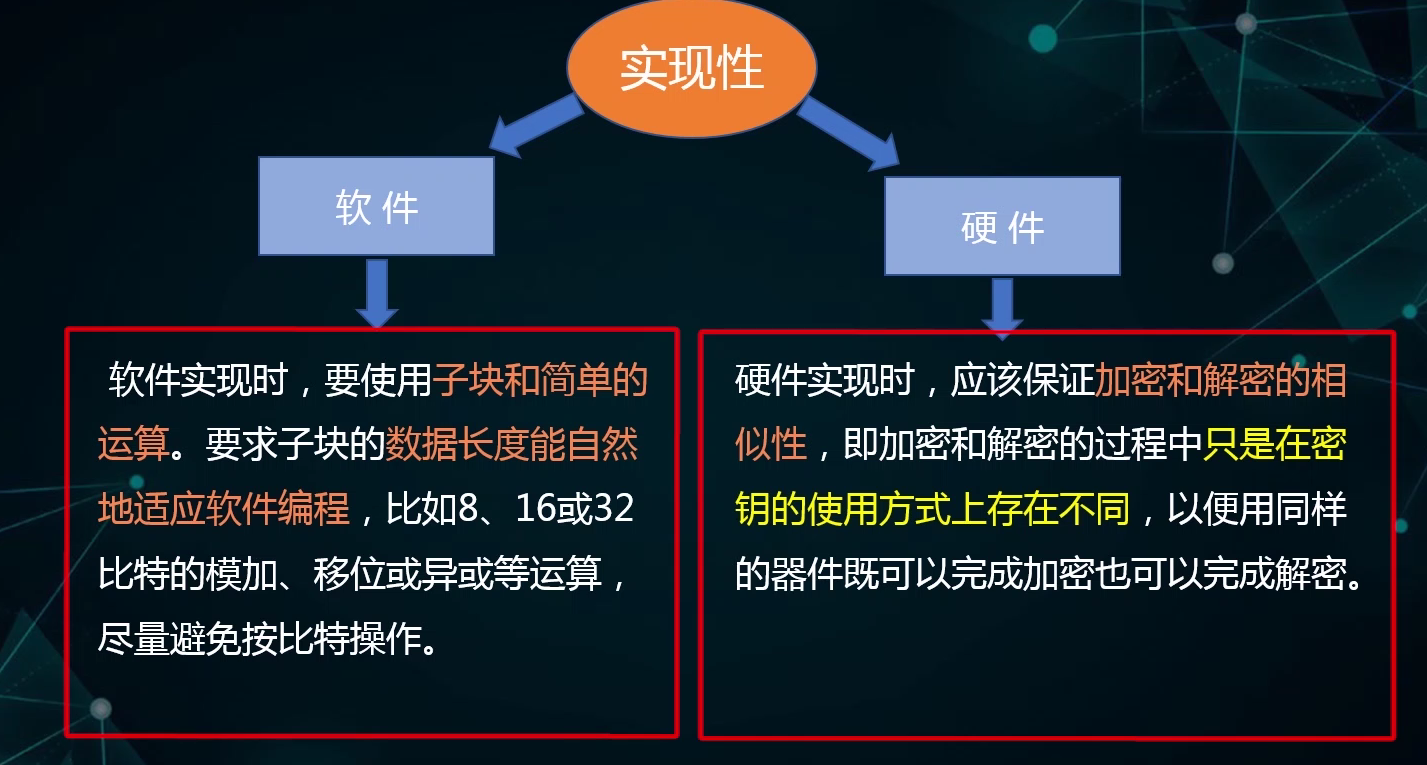 实现性
软件
硬件
软件实现时，要使用子块和简单的
运算。要求子块的数据长度能自然
地适应软件编程，比如8、16或32
比特的模加、移位或异或等运算，
尽量避免按比特操作。
硬件实现时，应该保证加密和解密的相
似性，即加密和解密的过程中只是在密
钥的使用方式上存在不同，以便用同样
的器件既可以完成加密也可以完成解密。